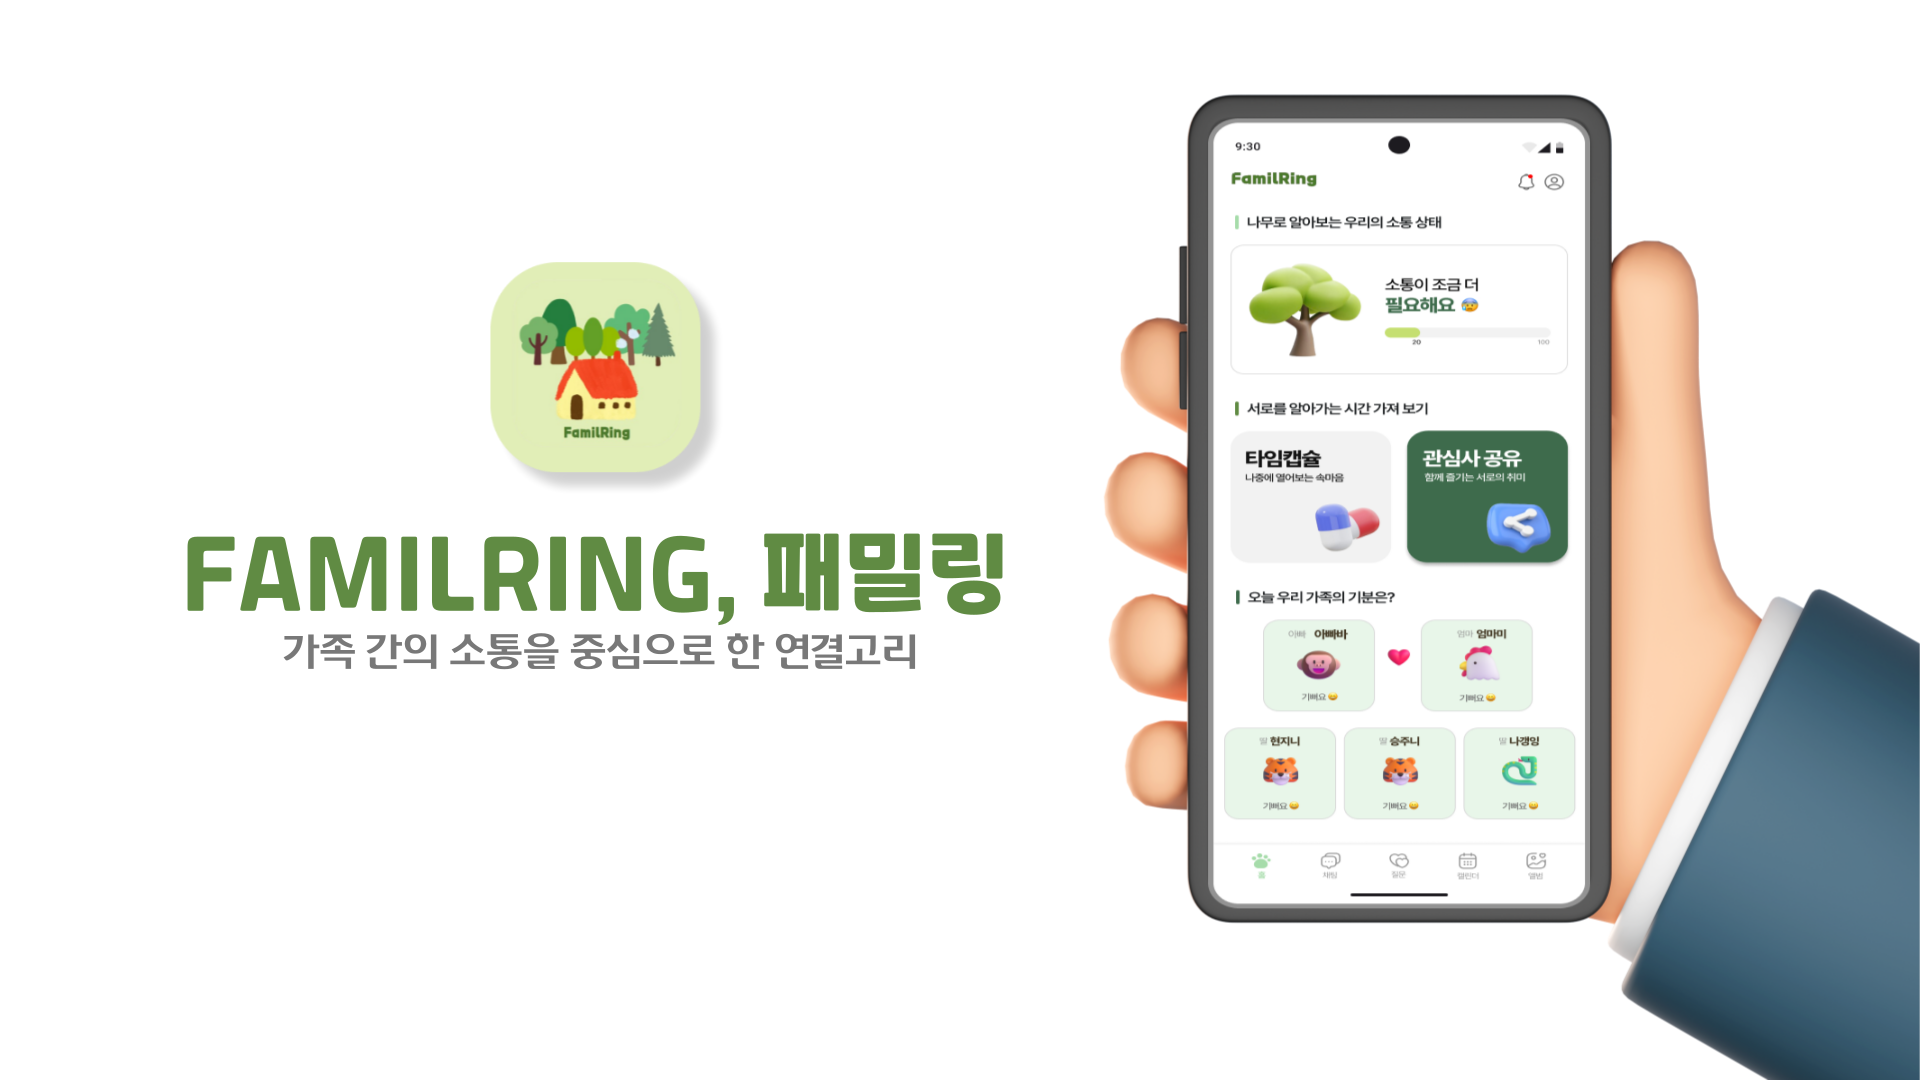 FamilRing
FAMILRING, 패밀링
가족 간의 소통을 중심으로 한 연결고리
9:30
FamilRing
나무로 알아보는 우리의 소통 상태
소통이 조금 더
필요해요
20 100
서로를 알아가는 시간 가져 보기
타임캡슐
나중에 열어보는 속마음
관심사 공유
함께 즐기는 서로의 취미
오늘 우리 가족의 기분은?
아빠 아빠바
기뻐요
엄마 엄마미
기뻐요
딸 현지니
기뻐요
딸 승주니
기뻐요
딸 나갱잉
기뻐요
홈 채팅 질문 캘린더 앨범